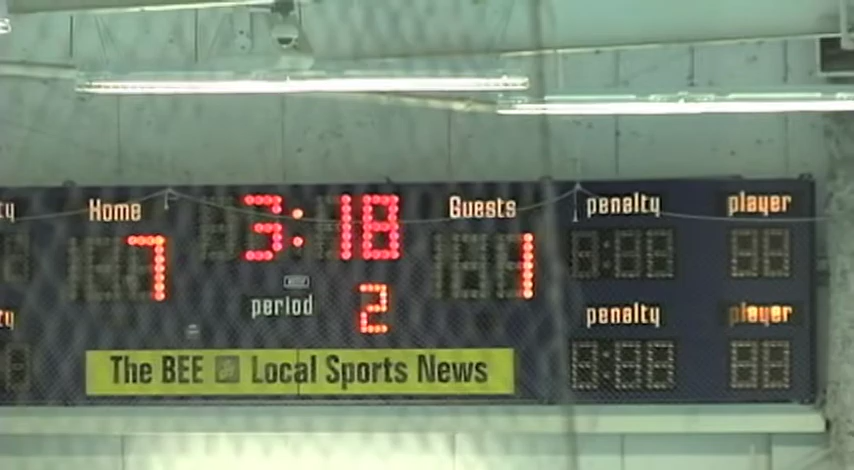 Home 3:18 Guests penalty player
7 1
period 2
penalty player
The BEE Local Sports News